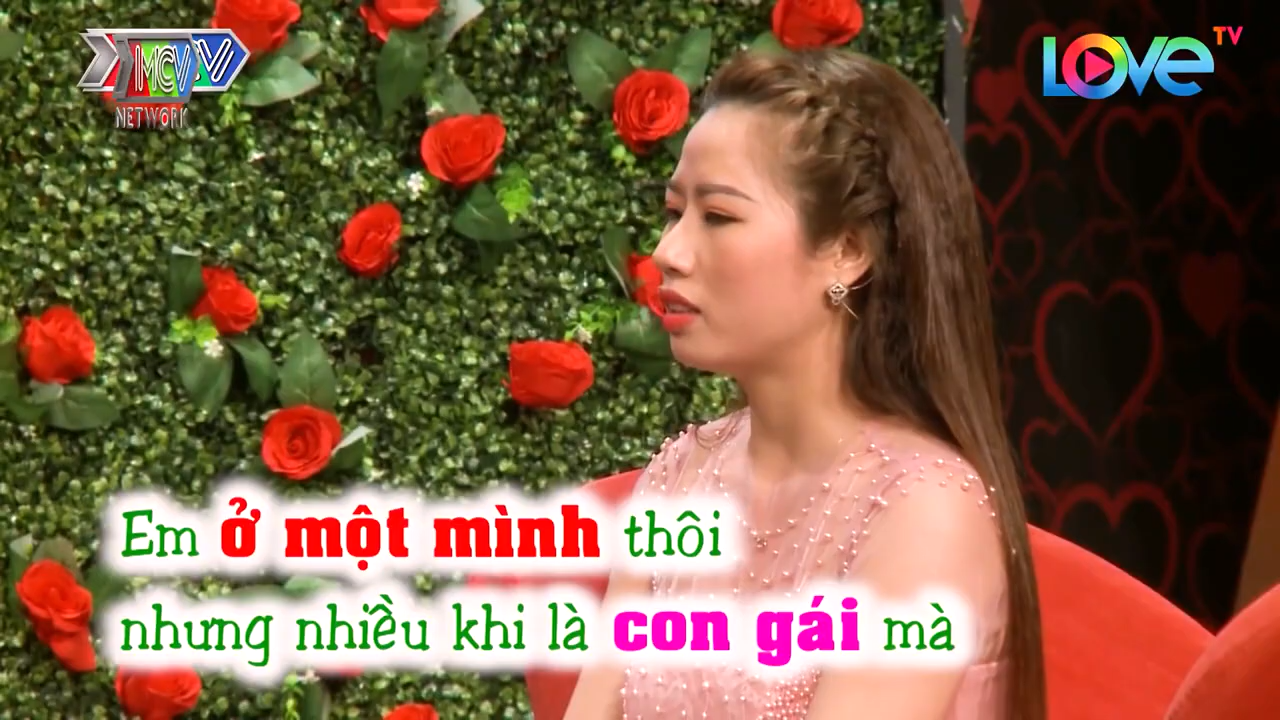 MCV
NETWORK
LOVE TV
Em ở một mình thôi
nhưng nhiều khi là con gái mà